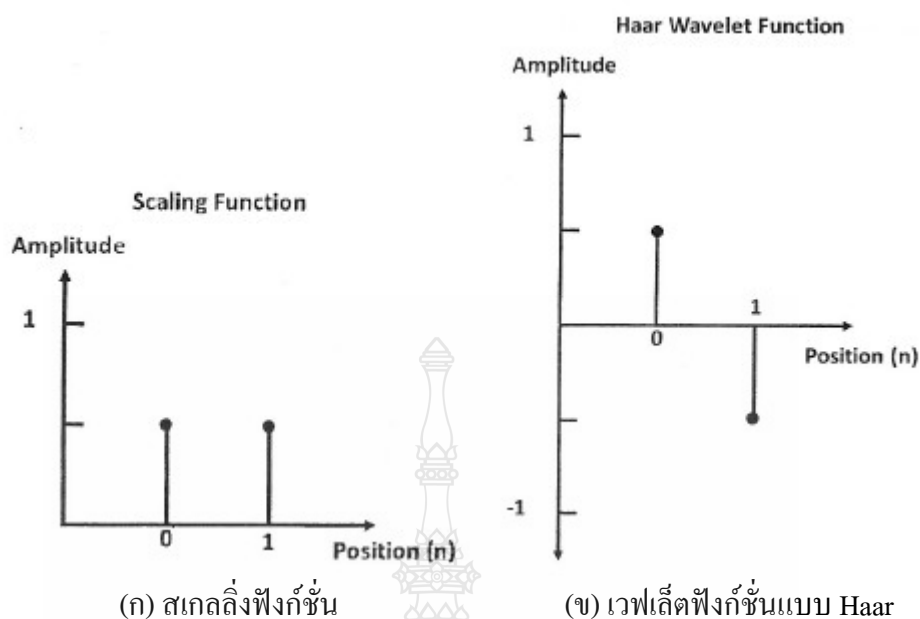 Haar Wavelet Function
Amplitude
1
1
0
Position (n)
-1
Scaling Function
Amplitude
1
0
1
Position (n)
(ก) สเกลลิ่งฟังก์ชั่น
(ข) เวฟเล็ตฟังก์ชั่นแบบ Haar